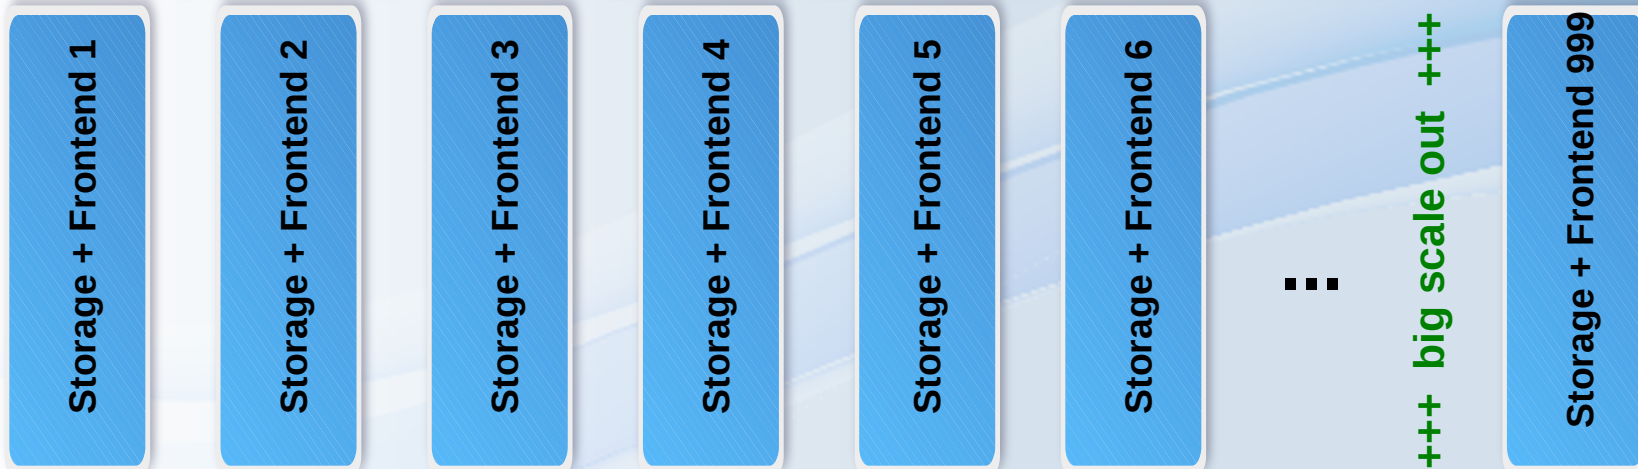 Storage + Frontend 1
Storage + Frontend 2
Storage + Frontend 3
Storage + Frontend 4
Storage + Frontend 5
Storage + Frontend 6
...
+++ big scale out +++
Storage + Frontend 999